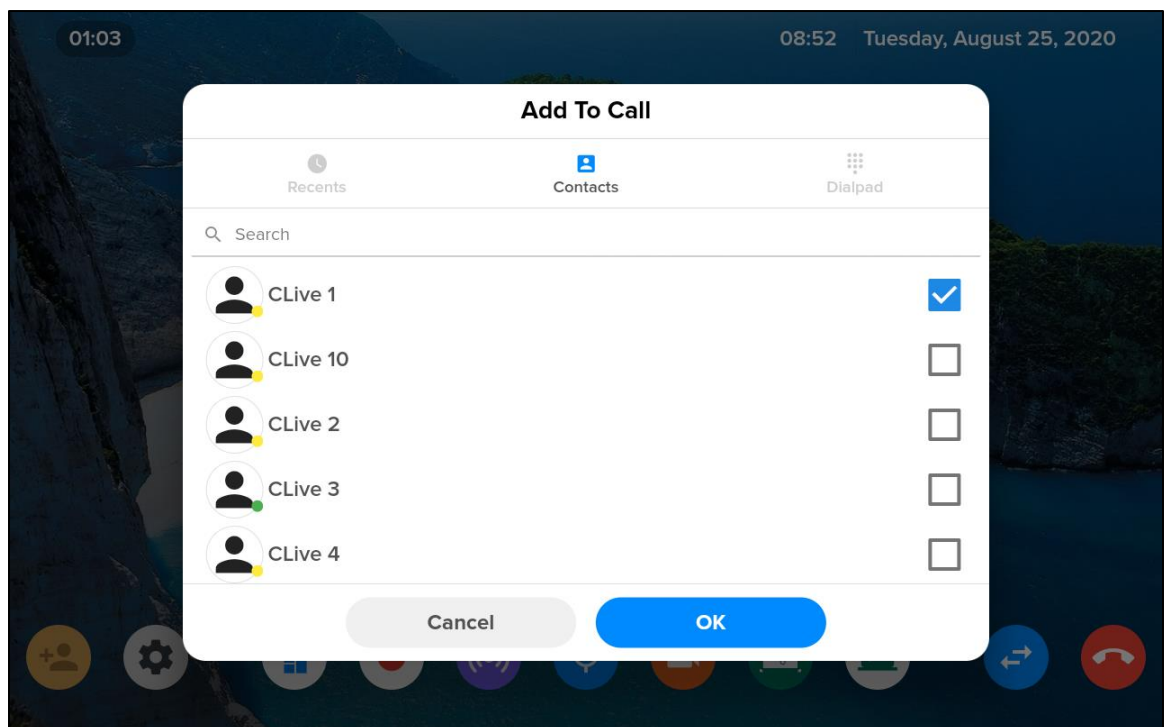 01:03
08:52 Tuesday, August 25, 2020
Add To Call
Recents
Contacts
Dialpad
Search
CLive 1
CLive 10
CLive 2
CLive 3
CLive 4
Cancel
OK